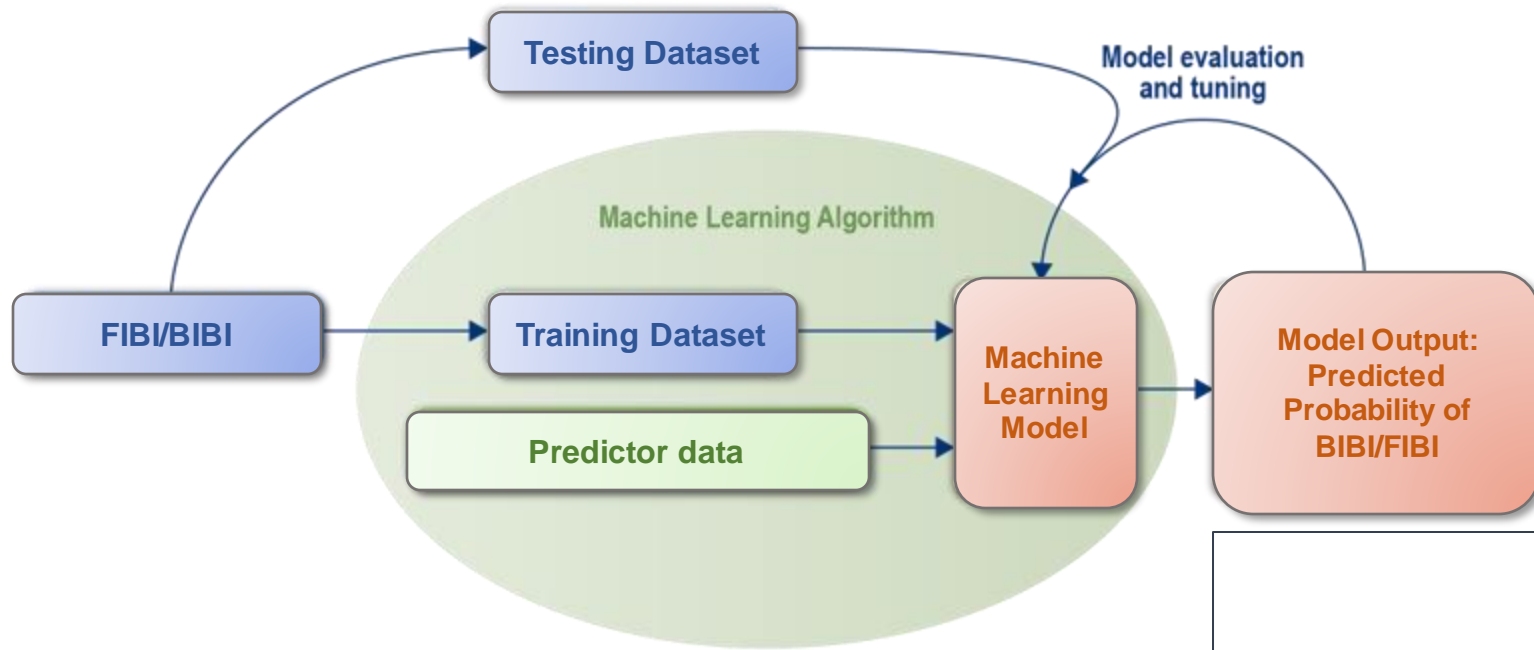 Testing Dataset
Model evaluation
and tuning
Machine Learning Algorithm
FIBI/BIBI
Training Dataset
Predictor data
Machine
Learning
Model
Model Output:
Predicted
Probability of
BIBI/FIBI